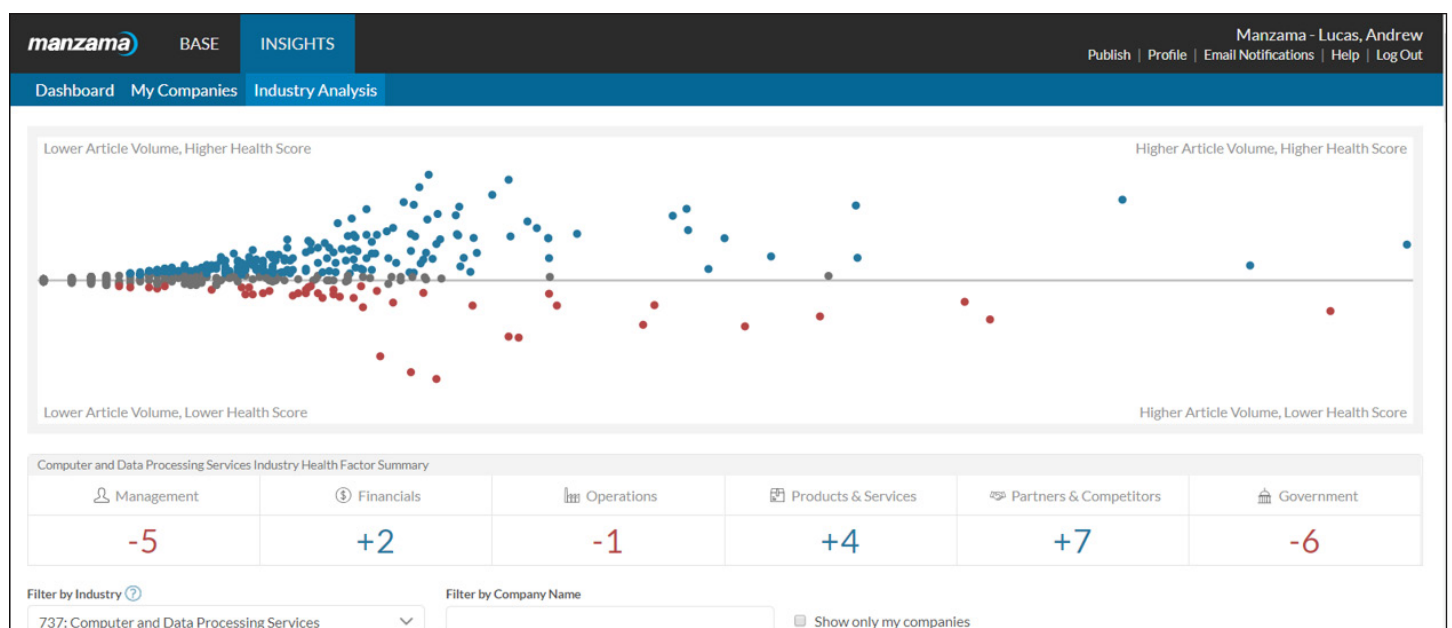 manzama BASE INSIGHTS
Manzama - Lucas, Andrew
Publish | Profile | Email Notifications | Help | Log Out
Dashboard My Companies Industry Analysis
Lower Article Volume, Higher Health Score Higher Article Volume, Higher Health Score
Lower Article Volume, Lower Health Score Higher Article Volume, Lower Health Score
Computer and Data Processing Services Industry Health Factor Summary
Management Financials Operations Products & Services Partners & Competitors Government
-5 +2 -1 +4 +7 -6
Filter by Industry ? Filter by Company Name
737: Computer and Data Processing Services Show only my companies